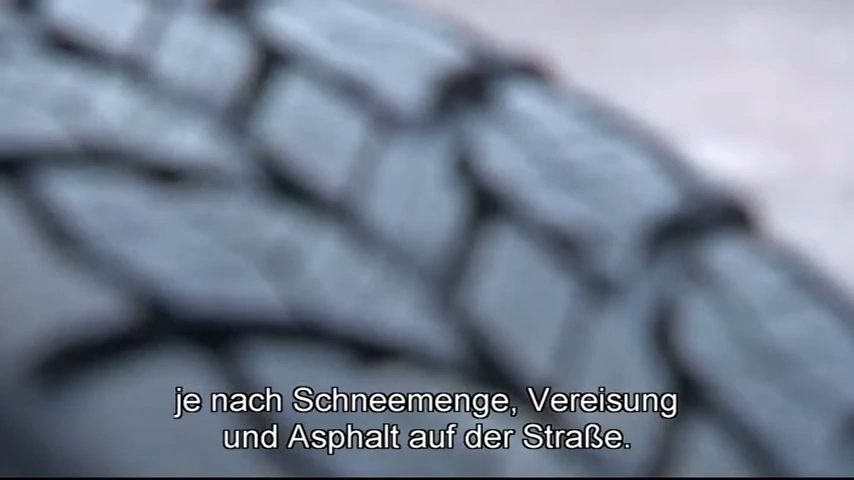 je nach Schneemenge, Vereisung
und Asphalt auf der Straße.